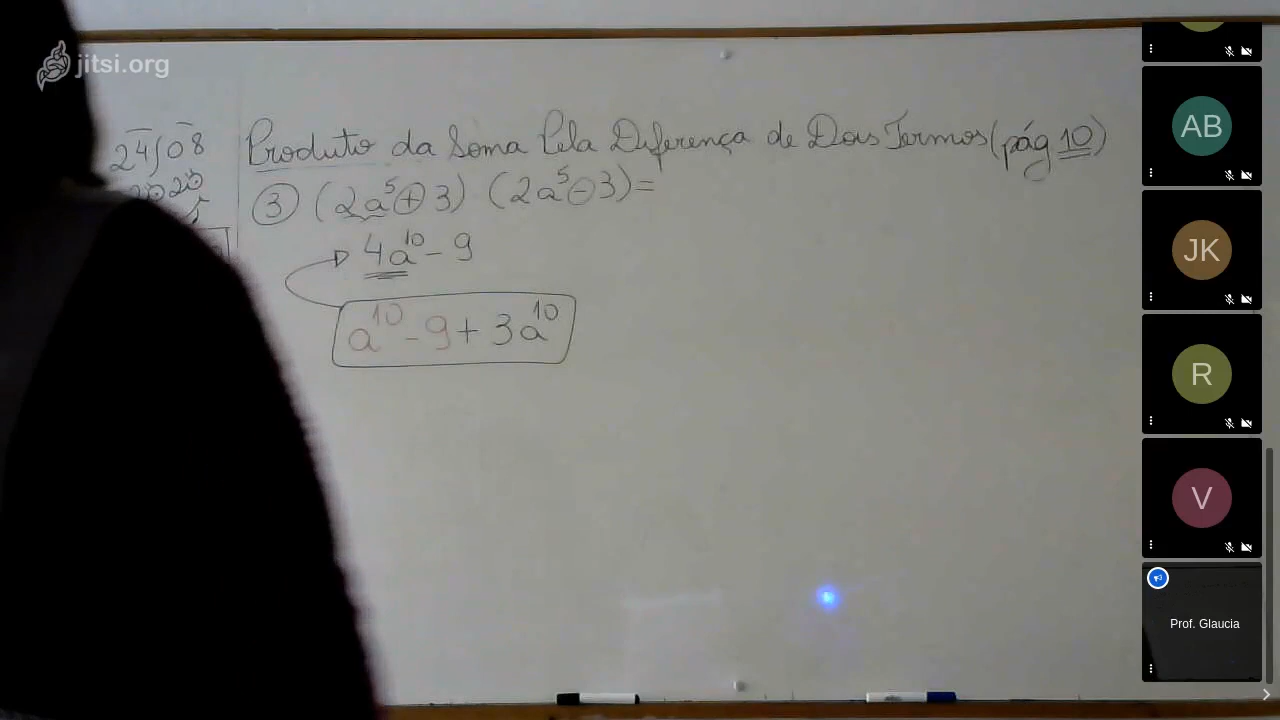 jitsi.org
24/08
2020
Produto da Soma Pela Diferença de Dois Termos (pág 10)
③ (2a⁵ + 3) (2a⁵ - 3) =
4a¹⁰ - 9
a¹⁰ - 9 + 3a¹⁰
AB
JK
R
V
Prof. Glaucia